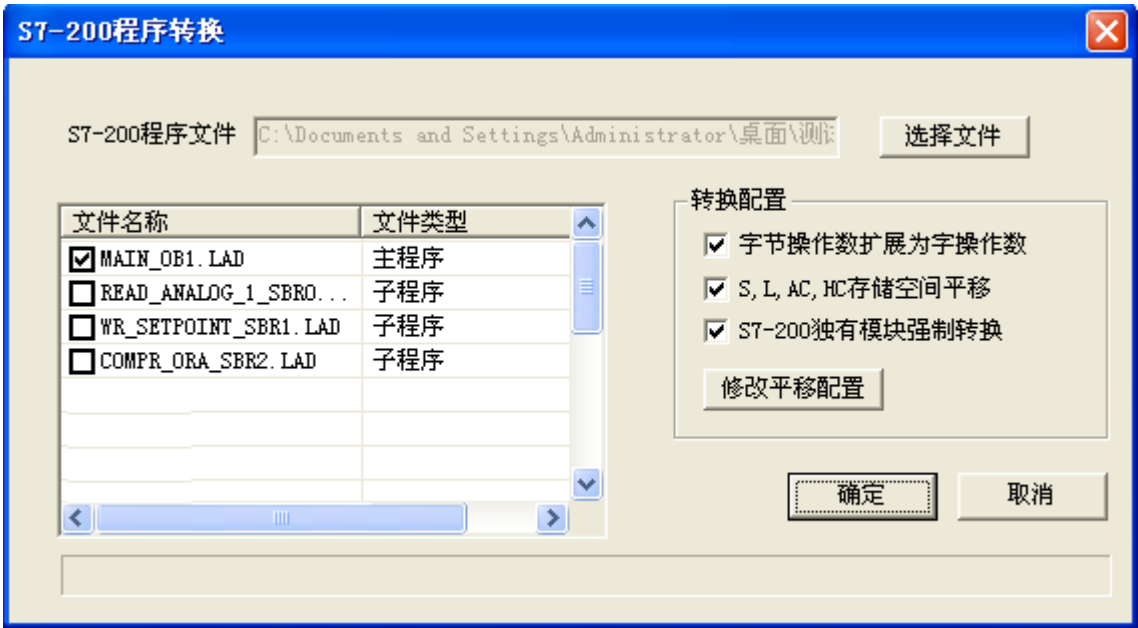 S7-200程序转换
S7-200程序文件 C:\Documents and Settings\Administrator\桌面\测 选择文件
文件名称 文件类型
MAIN_OB1.LAD 主程序
READ_ANALOG_1_SBR0... 子程序
WR_SETPOINT_SBR1.LAD 子程序
COMPR_ORA_SBR2.LAD 子程序
转换配置
字节操作数扩展为字操作数
S,L,AC,HC存储空间平移
S7-200独有模块强制转换
修改平移配置
确定 取消